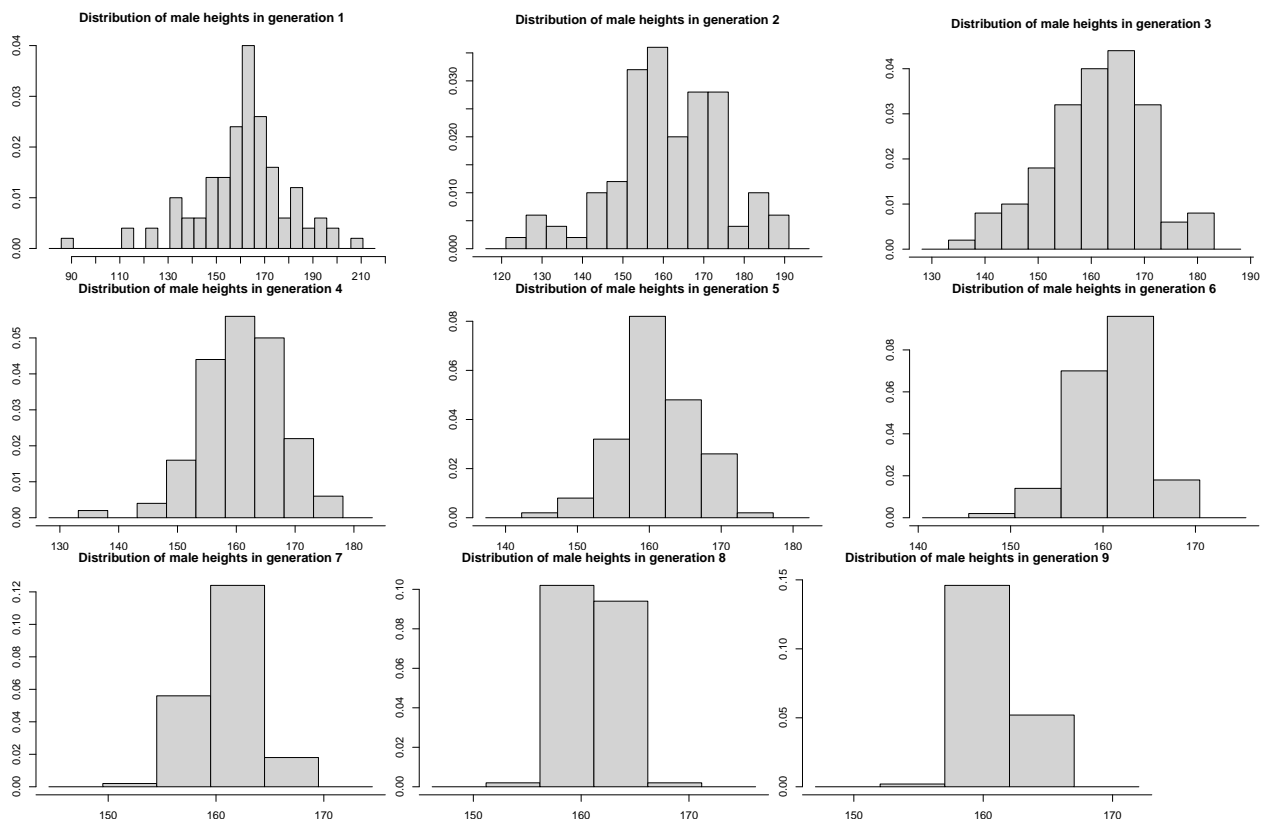 Distribution of male heights in generation 1
0.00 0.01 0.02 0.03 0.04
90 110 130 150 170 190 210
Distribution of male heights in generation 2
0.000 0.010 0.020 0.030
120 130 140 150 160 170 180 190
Distribution of male heights in generation 3
0.00 0.01 0.02 0.03 0.04
130 140 150 160 170 180 190
Distribution of male heights in generation 4
0.00 0.01 0.02 0.03 0.04 0.05
130 140 150 160 170 180
Distribution of male heights in generation 5
0.00 0.02 0.04 0.06 0.08
140 150 160 170 180
Distribution of male heights in generation 6
0.00 0.02 0.04 0.06 0.08
140 150 160 170
Distribution of male heights in generation 7
0.00 0.02 0.04 0.06 0.08 0.10 0.12
150 160 170
Distribution of male heights in generation 8
0.00 0.02 0.04 0.06 0.08 0.10
150 160 170
Distribution of male heights in generation 9
0.00 0.05 0.10 0.15
150 160 170